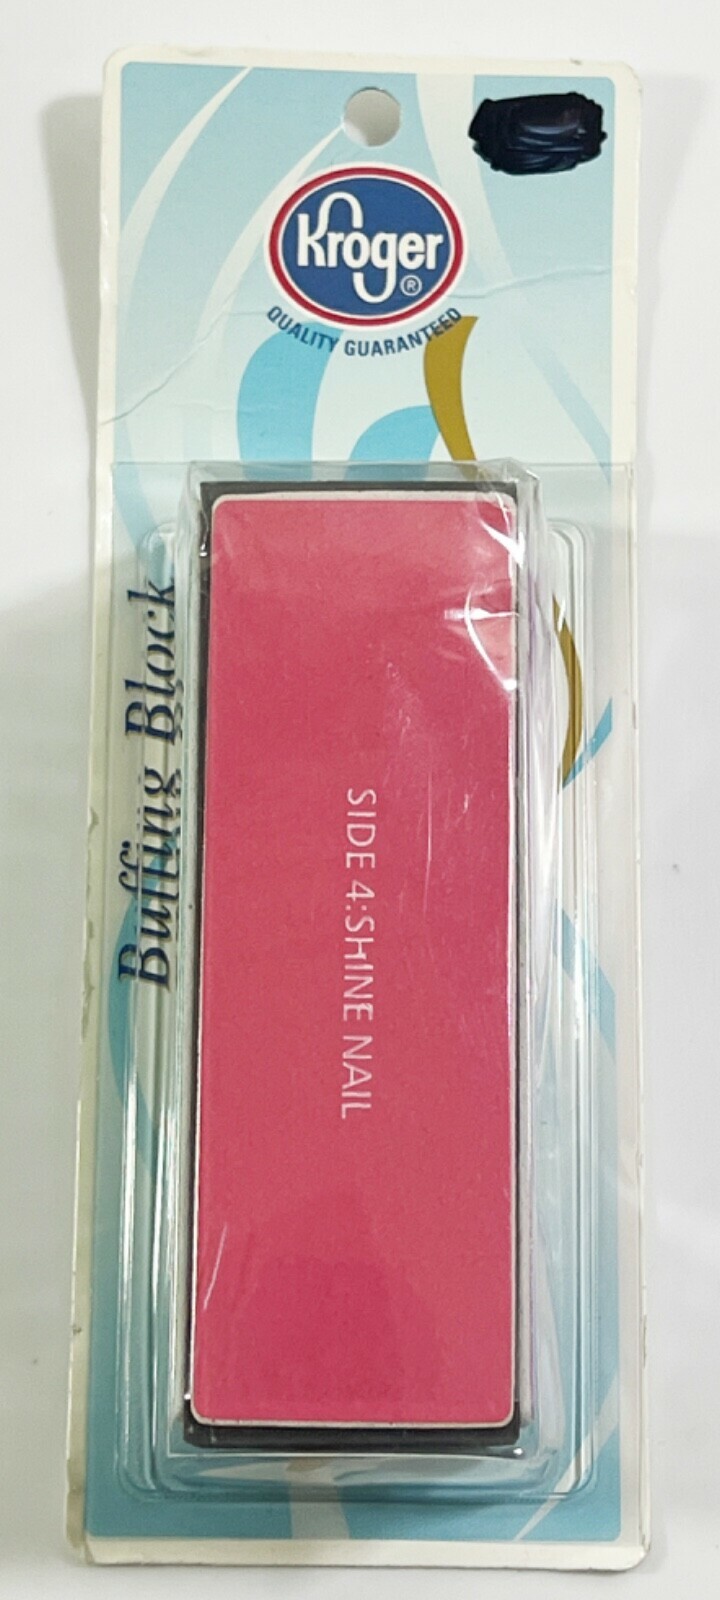 Kroger®
QUALITY GUARANTEED
Buffing Block
SIDE 4:SHINE NAIL